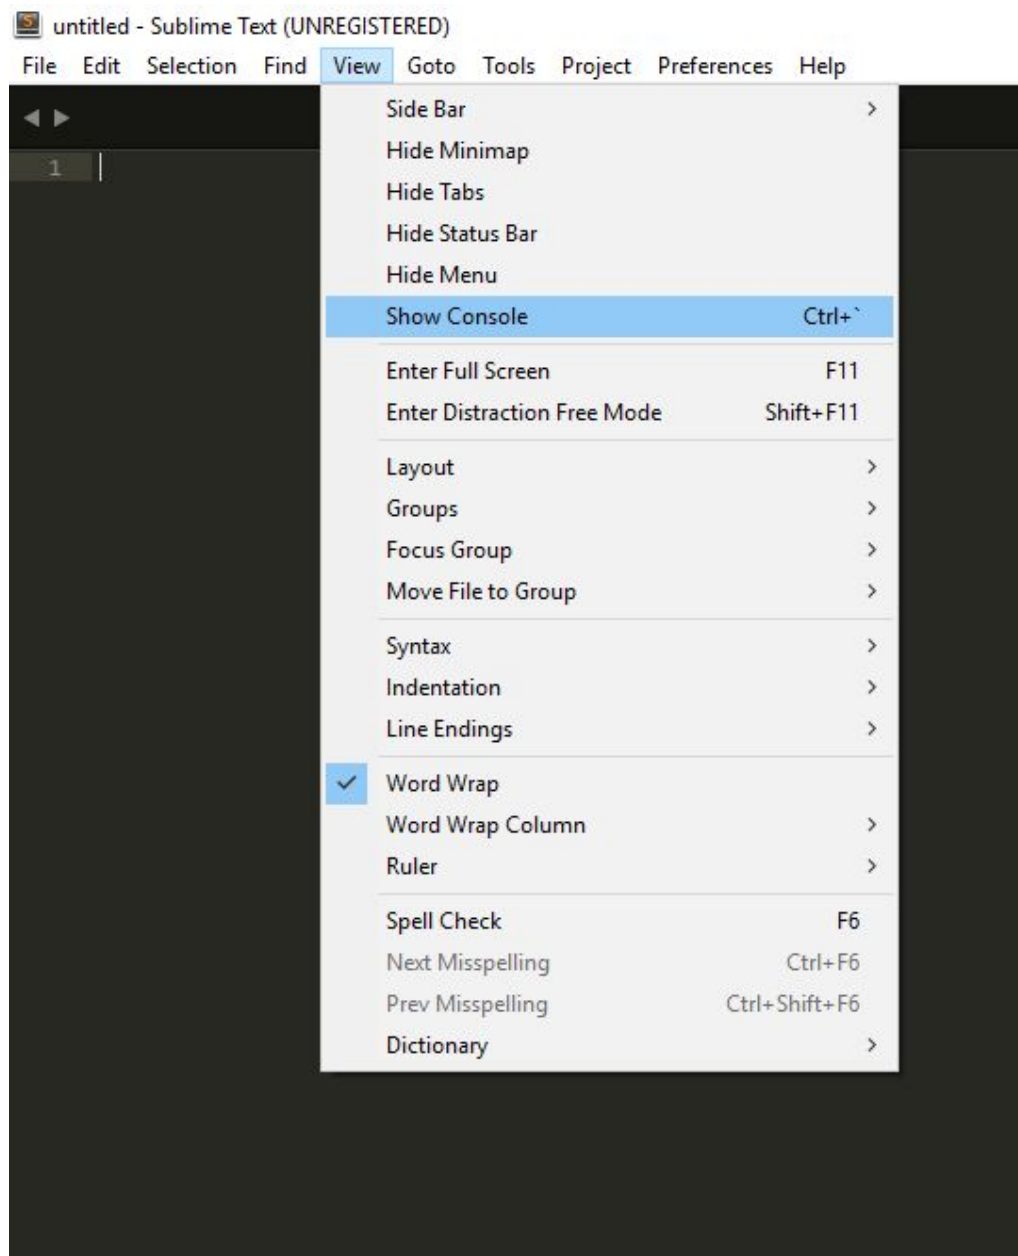 untitled - Sublime Text (UNREGISTERED)
File Edit Selection Find View Goto Tools Project Preferences Help
Side Bar
Hide Minimap
Hide Tabs
Hide Status Bar
Hide Menu
Show Console Ctrl+`
Enter Full Screen F11
Enter Distraction Free Mode Shift+F11
Layout
Groups
Focus Group
Move File to Group
Syntax
Indentation
Line Endings
Word Wrap
Word Wrap Column
Ruler
Spell Check F6
Next Misspelling Ctrl+F6
Prev Misspelling Ctrl+Shift+F6
Dictionary
1